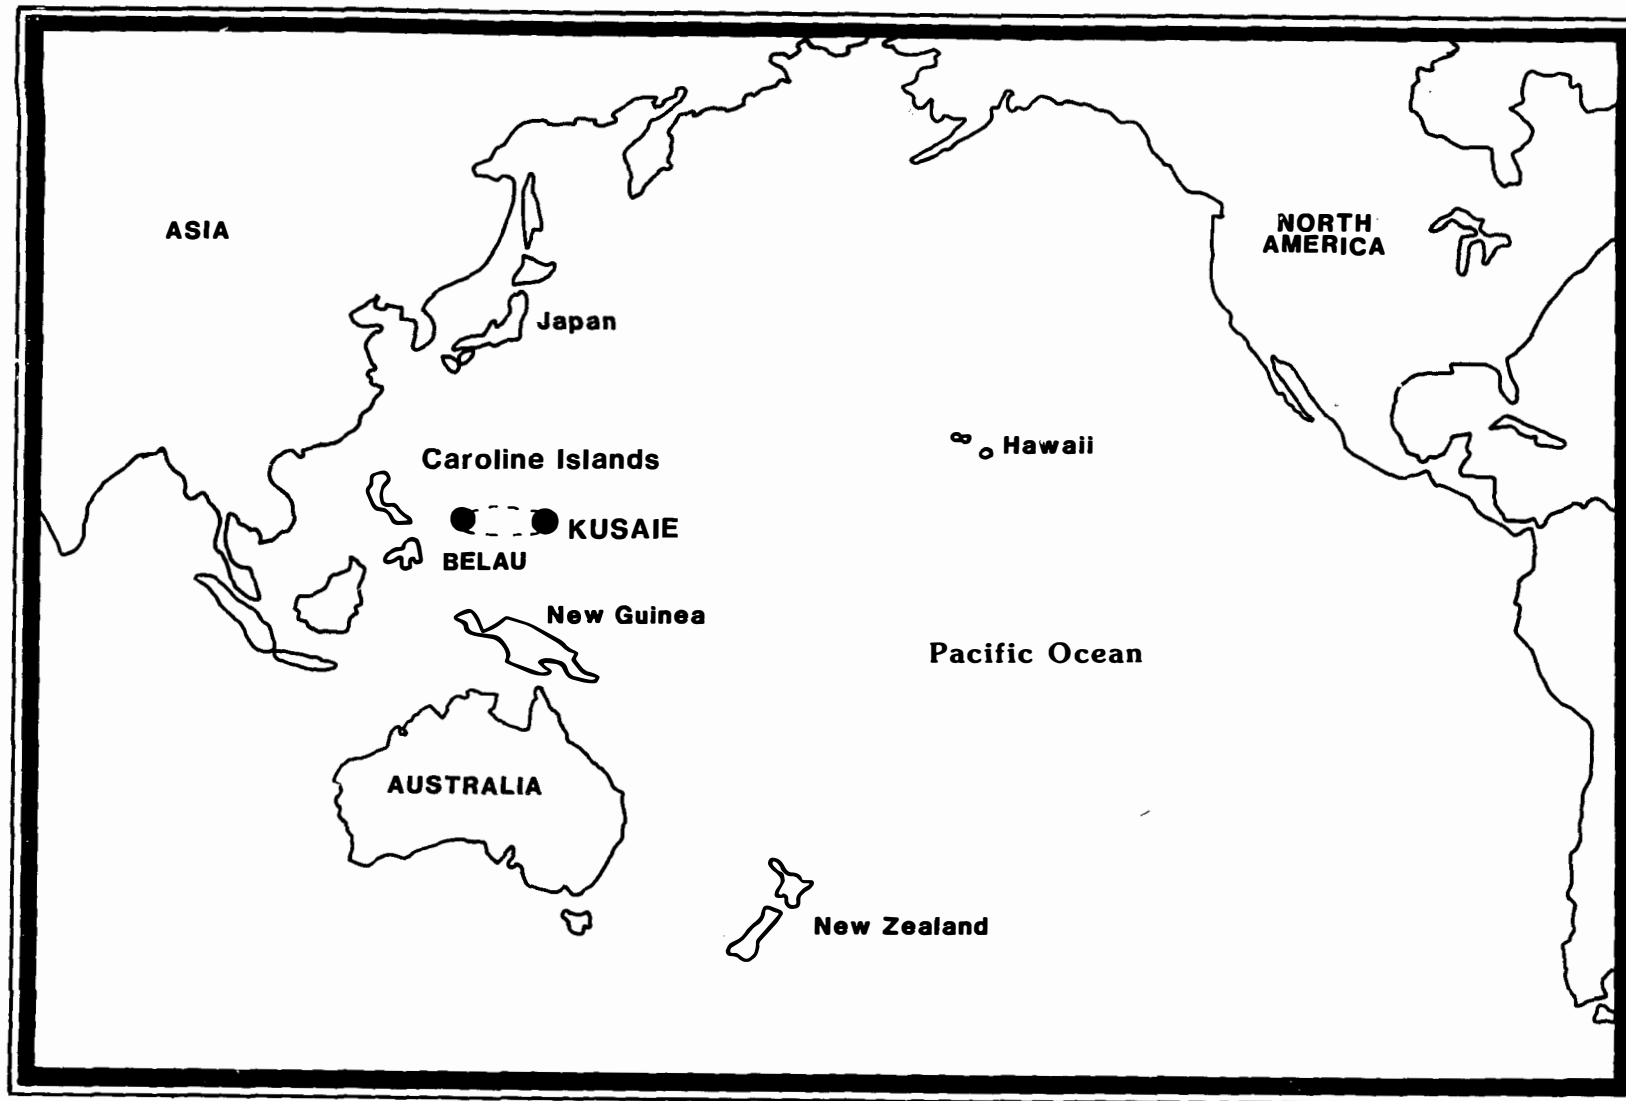 ASIA
NORTH
AMERICA
Japan
Hawaii
Caroline Islands
KUSAIE
BELAU
New Guinea
Pacific Ocean
AUSTRALIA
New Zealand